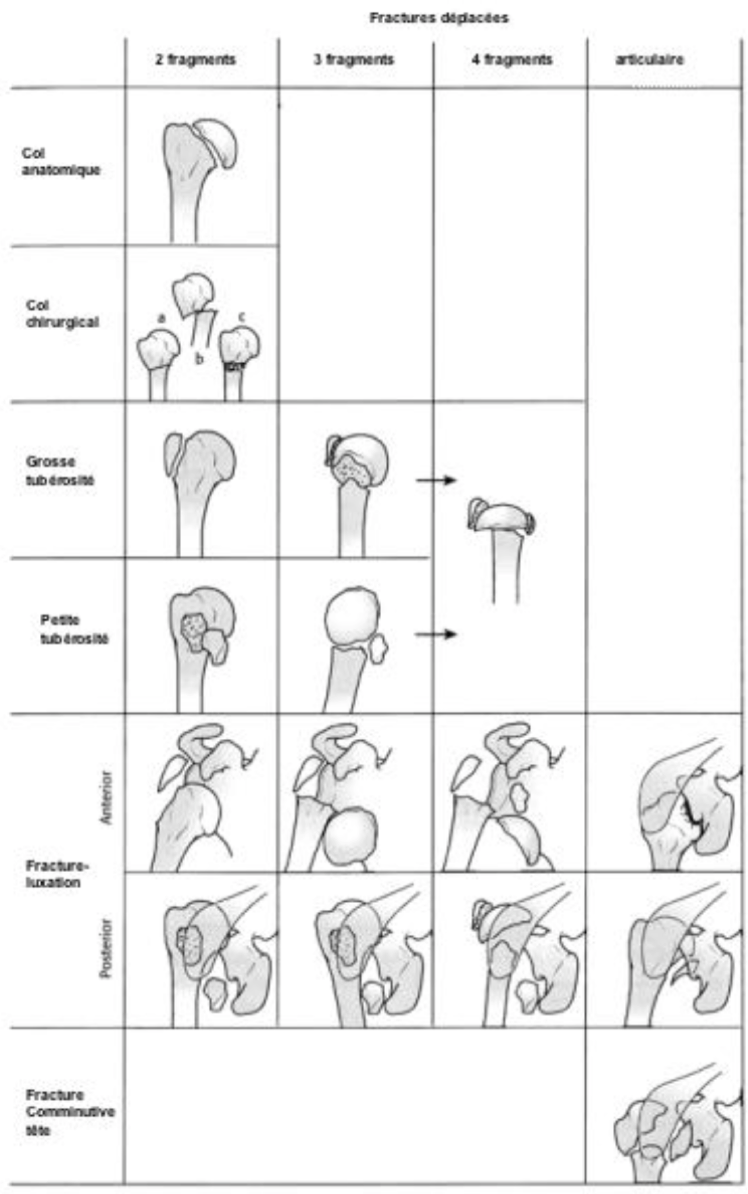 Fractures déplacées
2 fragments
3 fragments
4 fragments
articulaire
Col
anatomique
Col
chirurgical
a
c
b
Grosse
tubérosité
Petite
tubérosité
Anterior
Fracture-
luxation
Posterior
Fracture
Comminutive
tête